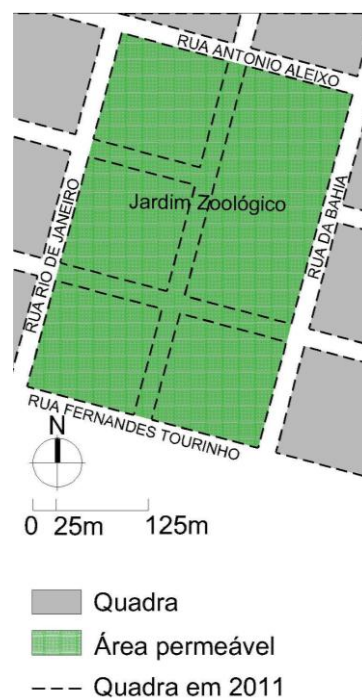 RUA ANTONIO ALEIXO
Jardim Zoológico
RUA RIO DE JANEIRO
RUA DA BAHIA
RUA FERNANDES TOURINHO
N
0 25m 125m
Quadra
Área permeável
Quadra em 2011